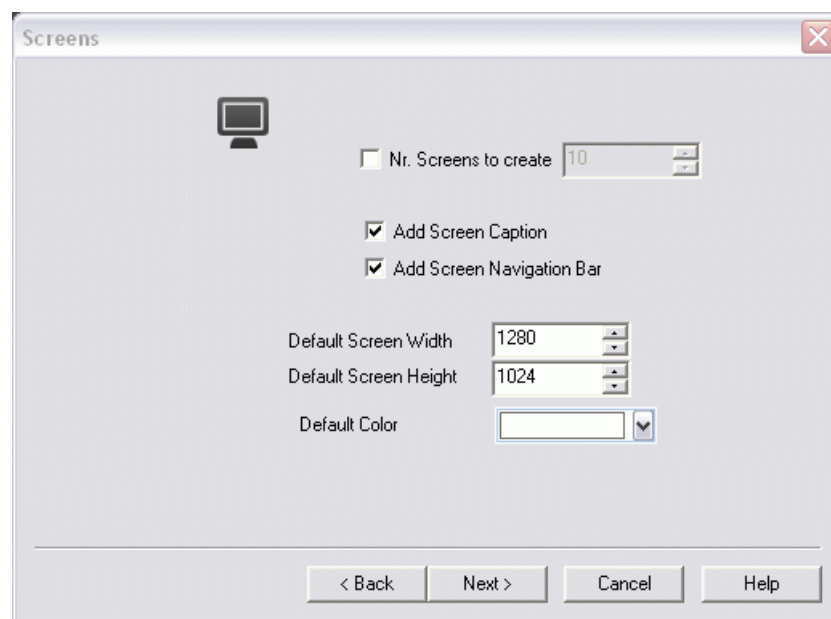 Screens
Nr. Screens to create 10
Add Screen Caption
Add Screen Navigation Bar
Default Screen Width 1280
Default Screen Height 1024
Default Color
< Back Next > Cancel Help